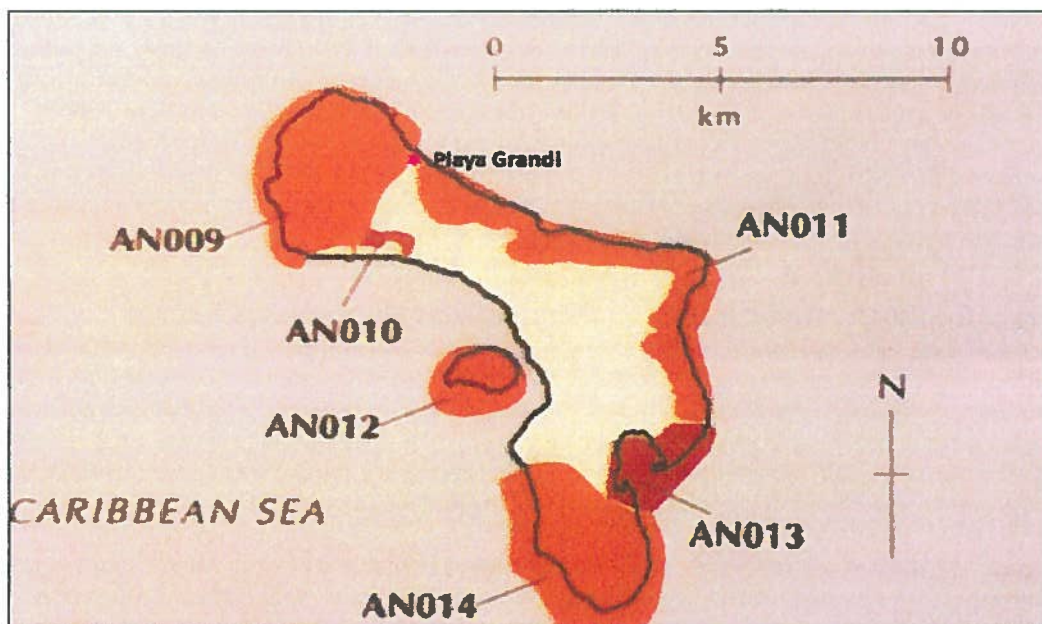 0 5 10
km
Playa Grandi
AN009
AN011
AN010
N
AN012
CARIBBEAN SEA
AN013
AN014